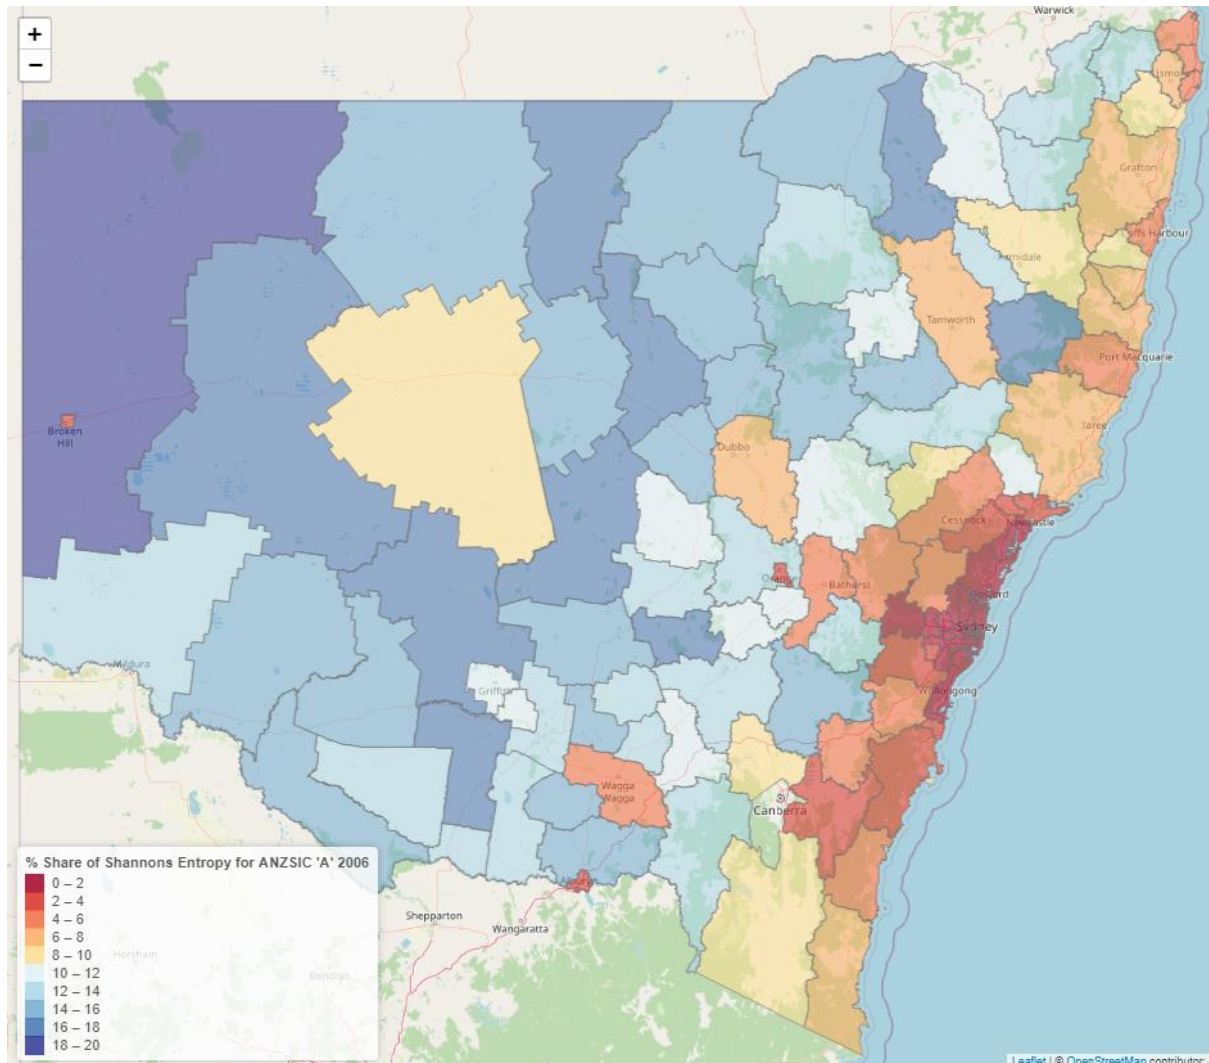 Warwick
+
−
Grafton
Coffs Harbour
Tamworth
Port Macquarie
Broken
Hill
Taree
Dubbo
Cessnock
Newcastle
Orange
Bathurst
Gosford
Sydney
Mildura
Griffith
Wollongong
Wagga
Wagga
Canberra
% Share of Shannons Entropy for ANZSIC 'A' 2006
0 – 2
2 – 4
4 – 6
6 – 8
8 – 10
10 – 12
12 – 14
14 – 16
16 – 18
18 – 20
Albury
Shepparton
Wangaratta
Horsham
Bendigo
Leaflet | © OpenStreetMap contributor